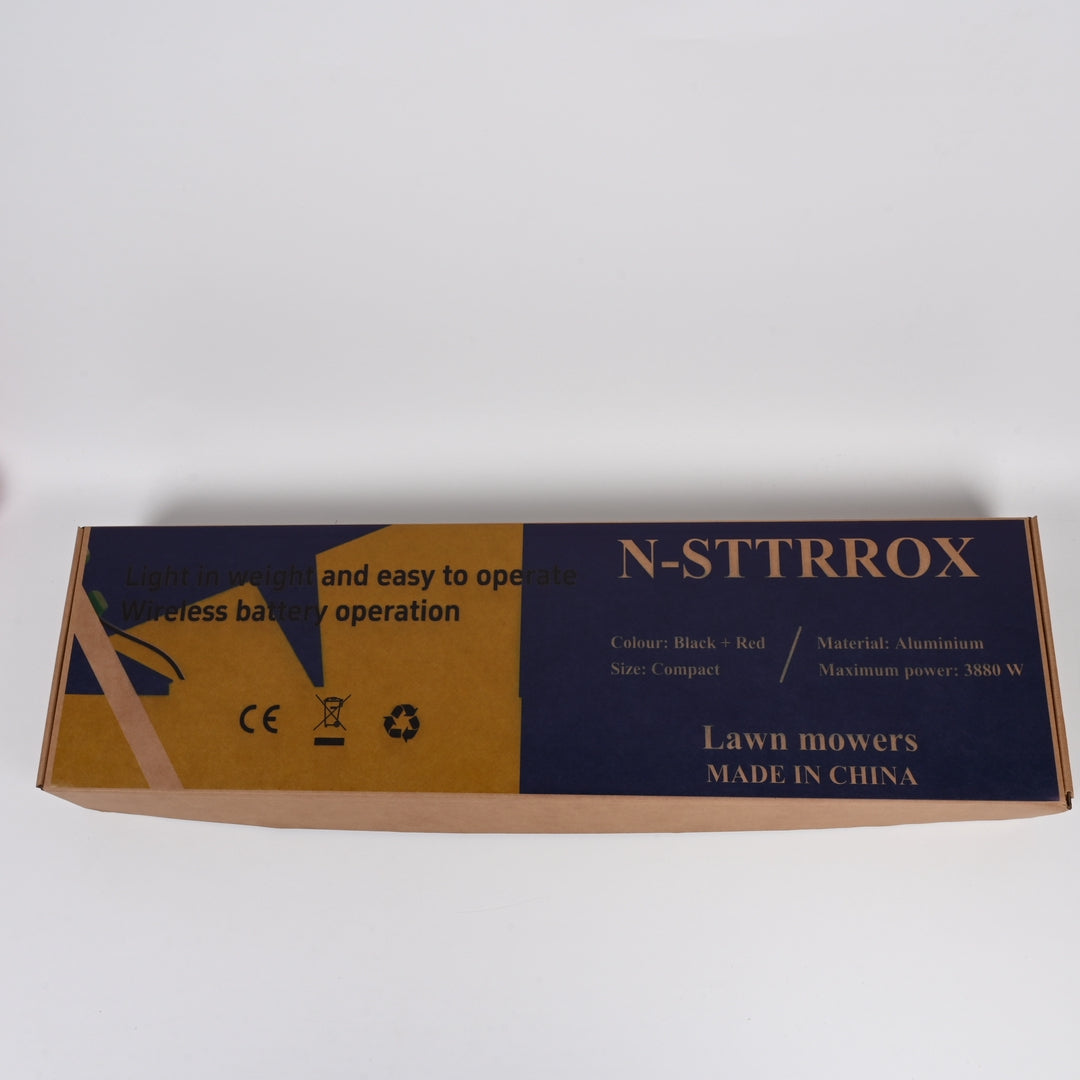 Light in weight and easy to operate
Wireless battery operation
CE
N-STTRROX
Colour: Black + Red / Material: Aluminium
Size: Compact Maximum power: 3880 W
Lawn mowers
MADE IN CHINA